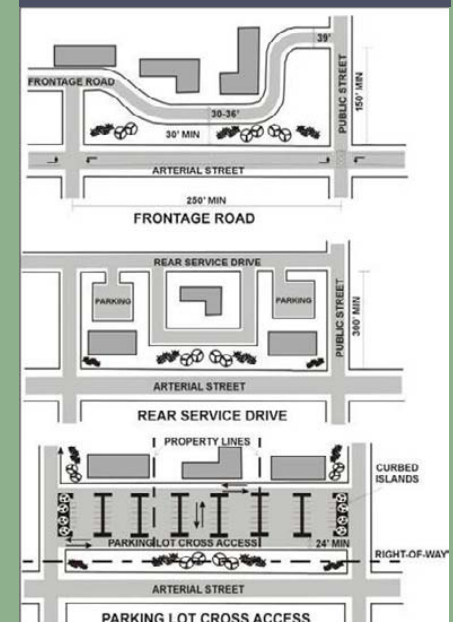 39'
FRONTAGE ROAD
30-36'
PUBLIC STREET
150' MIN
30' MIN
ARTERIAL STREET
250' MIN
FRONTAGE ROAD
REAR SERVICE DRIVE
PARKING
PARKING
PUBLIC STREET
300' MIN
ARTERIAL STREET
REAR SERVICE DRIVE
PROPERTY LINES
CURBED
ISLANDS
PARKING LOT CROSS ACCESS
24' MIN
RIGHT-OF-WAY
ARTERIAL STREET
PARKING LOT CROSS ACCESS